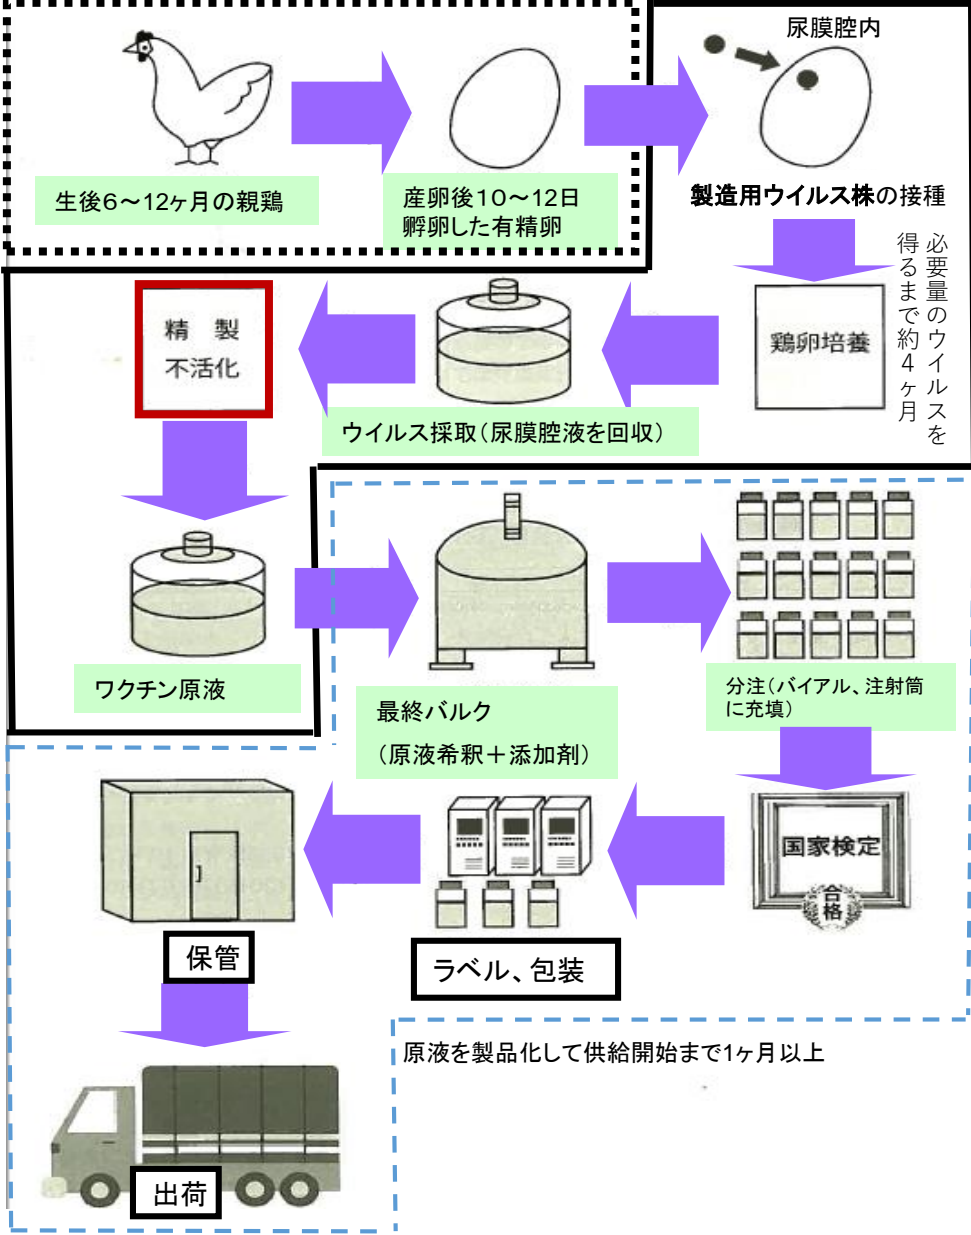 尿膜腔内
生後6～12ヶ月の親鶏
産卵後10～12日
孵卵した有精卵
製造用ウイルス株の接種
必要量のウイルスを
得るまで約4ヶ月
鶏卵培養
ウイルス採取(尿膜腔液を回収)
精 製
不活化
ワクチン原液
最終バルク
(原液希釈＋添加剤)
分注(バイアル、注射筒
に充填)
国家検定
合格
ラベル、包装
保管
出荷
原液を製品化して供給開始まで1ヶ月以上